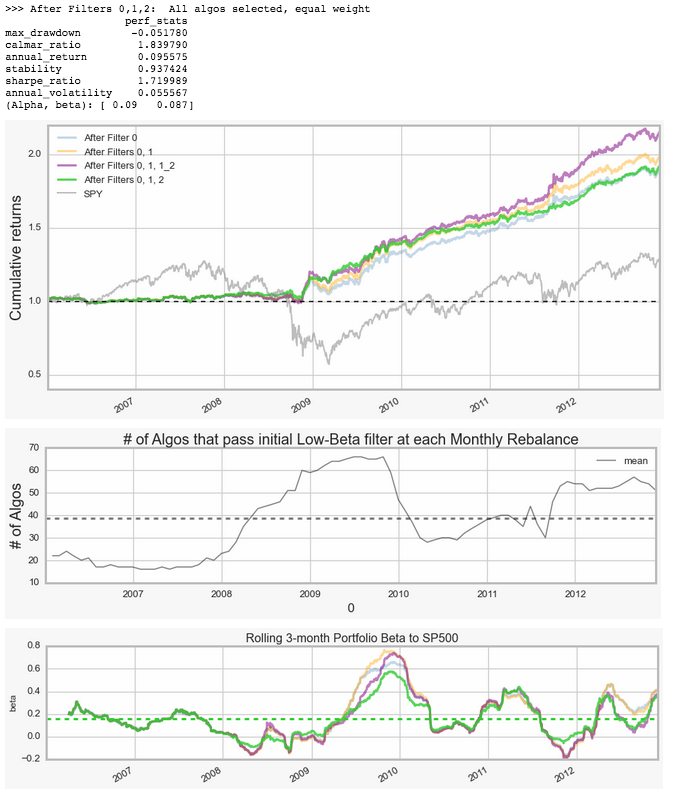 >>> After Filters 0,1,2:  All algos selected, equal weight
perf_stats
max_drawdown -0.051780
calmar_ratio 1.839790
annual_return 0.095575
stability 0.937424
sharpe_ratio 1.719989
annual_volatility 0.055567
(Alpha, beta): [ 0.09  0.087]
After Filter 0
After Filters 0, 1
After Filters 0, 1, 1_2
After Filters 0, 1, 2
SPY
Cumulative returns
2.0
1.5
1.0
0.5
2007 2008 2009 2010 2011 2012
# of Algos that pass initial Low-Beta filter at each Monthly Rebalance
mean
# of Algos
70
60
50
40
30
20
10
2007 2008 2009 2010 2011 2012
0
Rolling 3-month Portfolio Beta to SP500
beta
0.8
0.6
0.4
0.2
0.0
−0.2
2007 2008 2009 2010 2011 2012